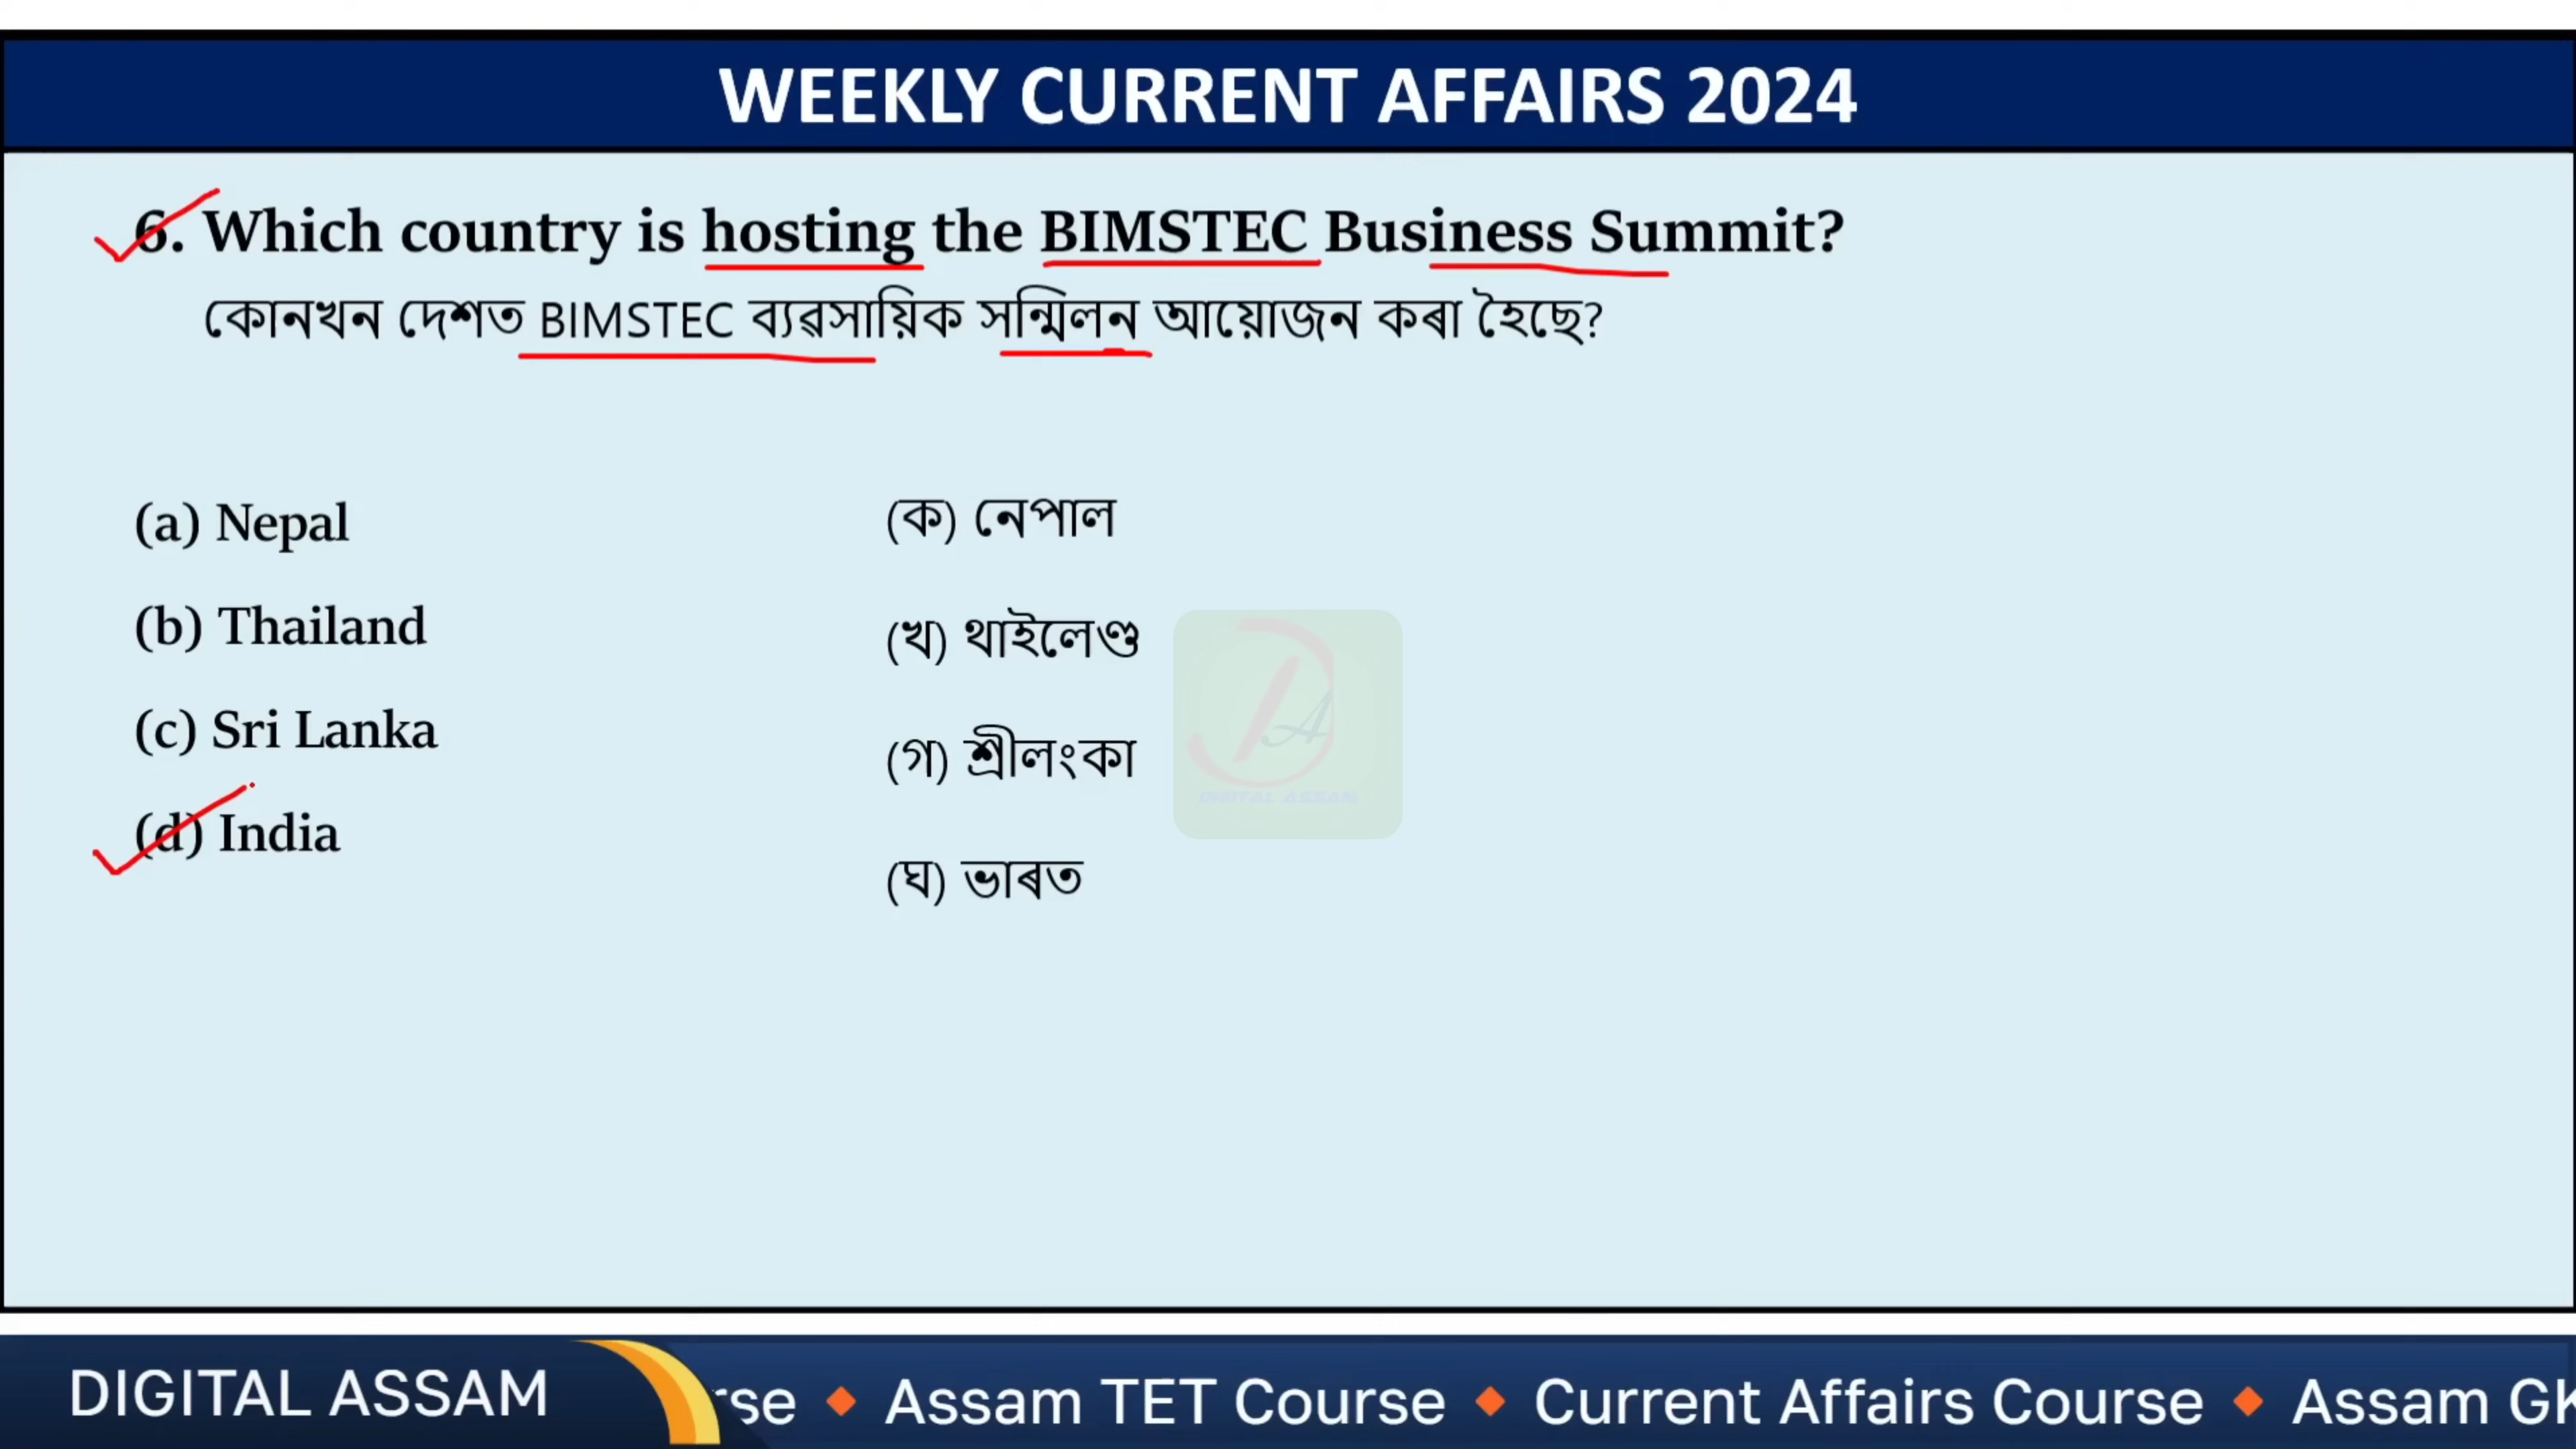 WEEKLY CURRENT AFFAIRS 2024
6. Which country is hosting the BIMSTEC Business Summit?
কোনখন দেশত BIMSTEC ব্যৱসায়িক সন্মিলন আয়োজন কৰা হৈছে?
(a) Nepal
(b) Thailand
(c) Sri Lanka
(d) India
(ক) নেপাল
(খ) থাইলেণ্ড
(গ) শ্ৰীলংকা
(ঘ) ভাৰত
DIGITAL ASSAM
DIGITAL ASSAM
rse ◆ Assam TET Course ◆ Current Affairs Course ◆ Assam GK